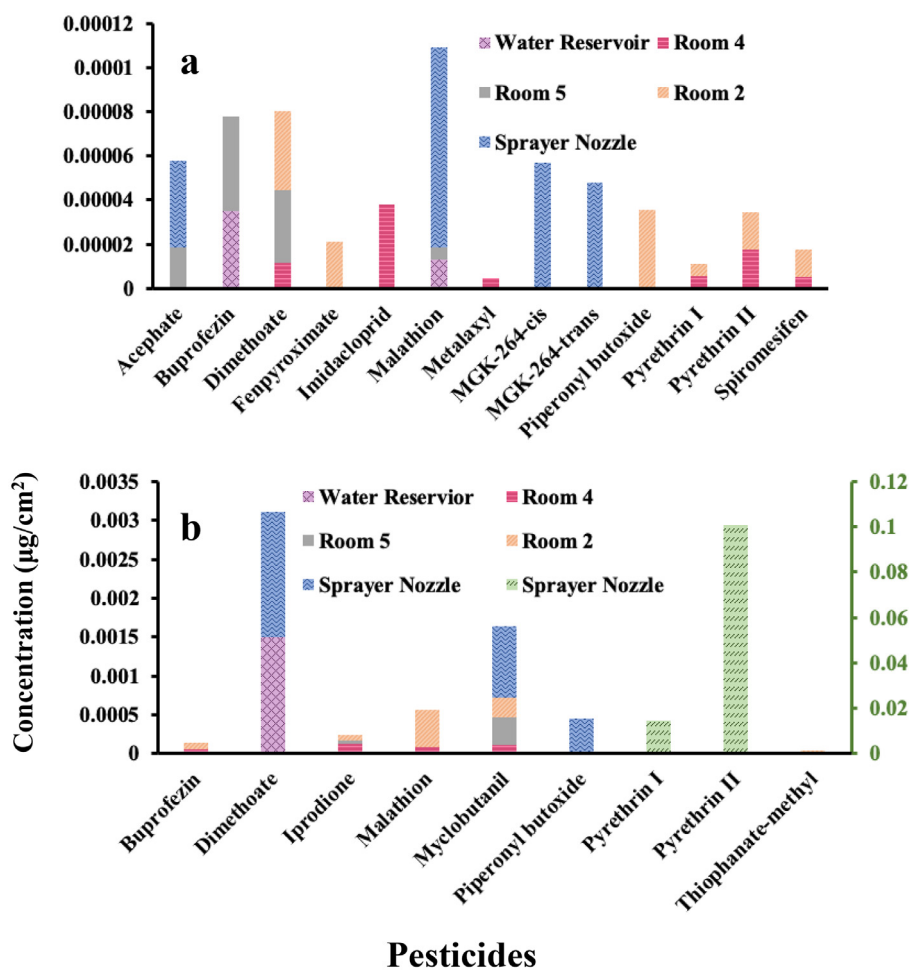 0.00012
0.0001
0.00008
0.00006
0.00004
0.00002
0
a
Water Reservoir
Room 4
Room 5
Room 2
Sprayer Nozzle
Acephate
Buprofezin
Dimethoate
Fenpyroximate
Imidacloprid
Malathion
Metalaxyl
MGK-264-cis
MGK-264-trans
Piperonyl butoxide
Pyrethrin I
Pyrethrin II
Spiromesifen
Concentration (µg/cm²)
0.0035
0.003
0.0025
0.002
0.0015
0.001
0.0005
0
b
Water Reservior
Room 4
Room 5
Room 2
Sprayer Nozzle
Sprayer Nozzle
0.12
0.1
0.08
0.06
0.04
0.02
0
Buprofezin
Dimethoate
Iprodione
Malathion
Myclobutanil
Piperonyl butoxide
Pyrethrin I
Pyrethrin II
Thiophanate-methyl
Pesticides